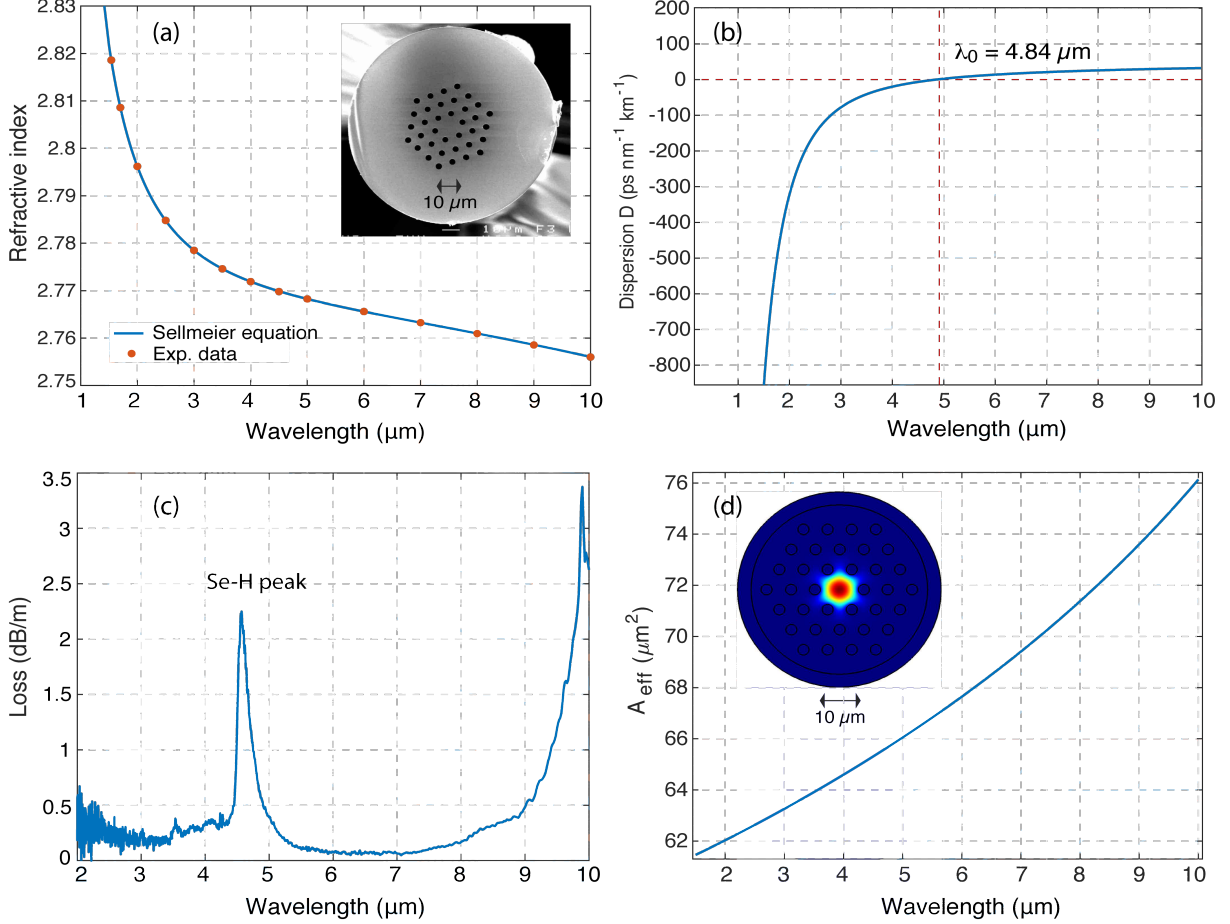 (a)
Refractive index
2.83
2.82
2.81
2.8
2.79
2.78
2.77
2.76
2.75
10 µm
10µm F3
Sellmeier equation
Exp. data
1 2 3 4 5 6 7 8 9 10
Wavelength (µm)
(b)
λ0 = 4.84 µm
Dispersion D (ps nm-1 km-1)
200
100
0
-100
-200
-300
-400
-500
-600
-700
-800
1 2 3 4 5 6 7 8 9 10
Wavelength (µm)
(c)
Se-H peak
Loss (dB/m)
3.5
3
2.5
2
1.5
1
0.5
0
2 3 4 5 6 7 8 9 10
Wavelength (µm)
(d)
10 µm
A eff (µm2)
76
74
72
70
68
66
64
62
2 3 4 5 6 7 8 9 10
Wavelength (µm)